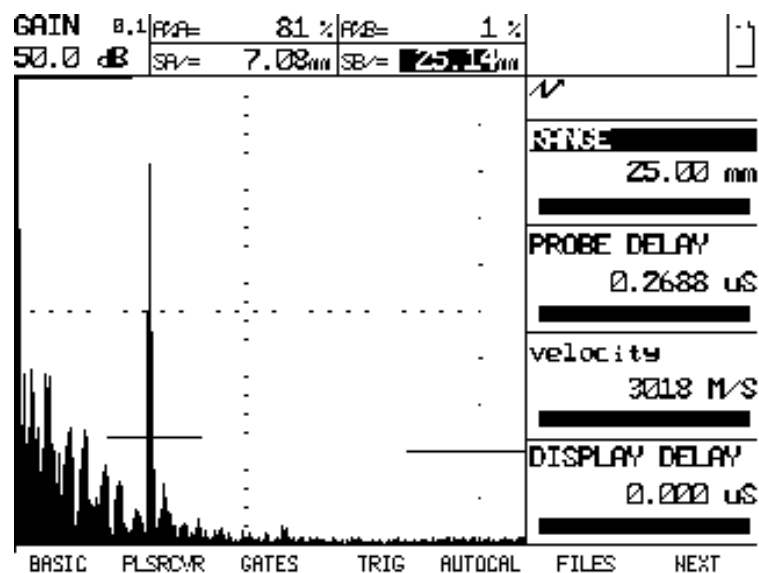 GAIN 0.1 A%A= 81 % A%B= 1 %
50.0 dB SA/= 7.08mm SB/= 25.14mm
RANGE
25.00 mm
PROBE DELAY
0.2688 uS
velocity
3018 M/S
DISPLAY DELAY
0.000 uS
BASIC PLSRCVR GATES TRIG AUTOCAL FILES NEXT